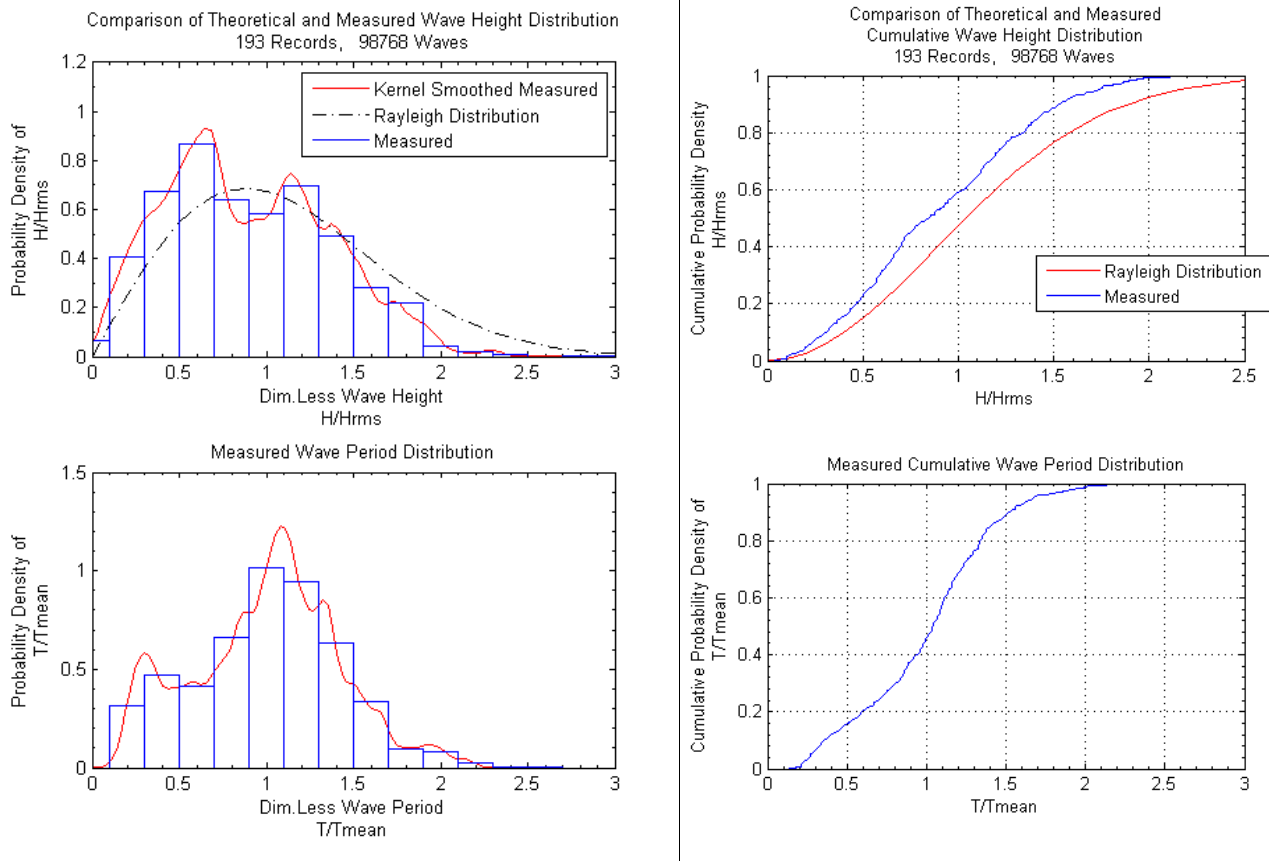 Comparison of Theoretical and Measured Wave Height Distribution
193 Records, 98768 Waves
Probability Density of
H/Hrms
1.2
1
0.8
0.6
0.4
0.2
0
Kernel Smoothed Measured
Rayleigh Distribution
Measured
0 0.5 1 1.5 2 2.5 3
Dim.Less Wave Height
H/Hrms
Measured Wave Period Distribution
Probability Density of
T/Tmean
1.5
1
0.5
0
0 0.5 1 1.5 2 2.5 3
Dim.Less Wave Period
T/Tmean
Comparison of Theoretical and Measured
Cumulative Wave Height Distribution
193 Records, 98768 Waves
Cumulative Probability Density
H/Hrms
1
0.8
0.6
0.4
0.2
0
Rayleigh Distribution
Measured
0 0.5 1 1.5 2 2.5
H/Hrms
Measured Cumulative Wave Period Distribution
Cumulative Probability Density of
T/Tmean
1
0.8
0.6
0.4
0.2
0
0 0.5 1 1.5 2 2.5 3
T/Tmean